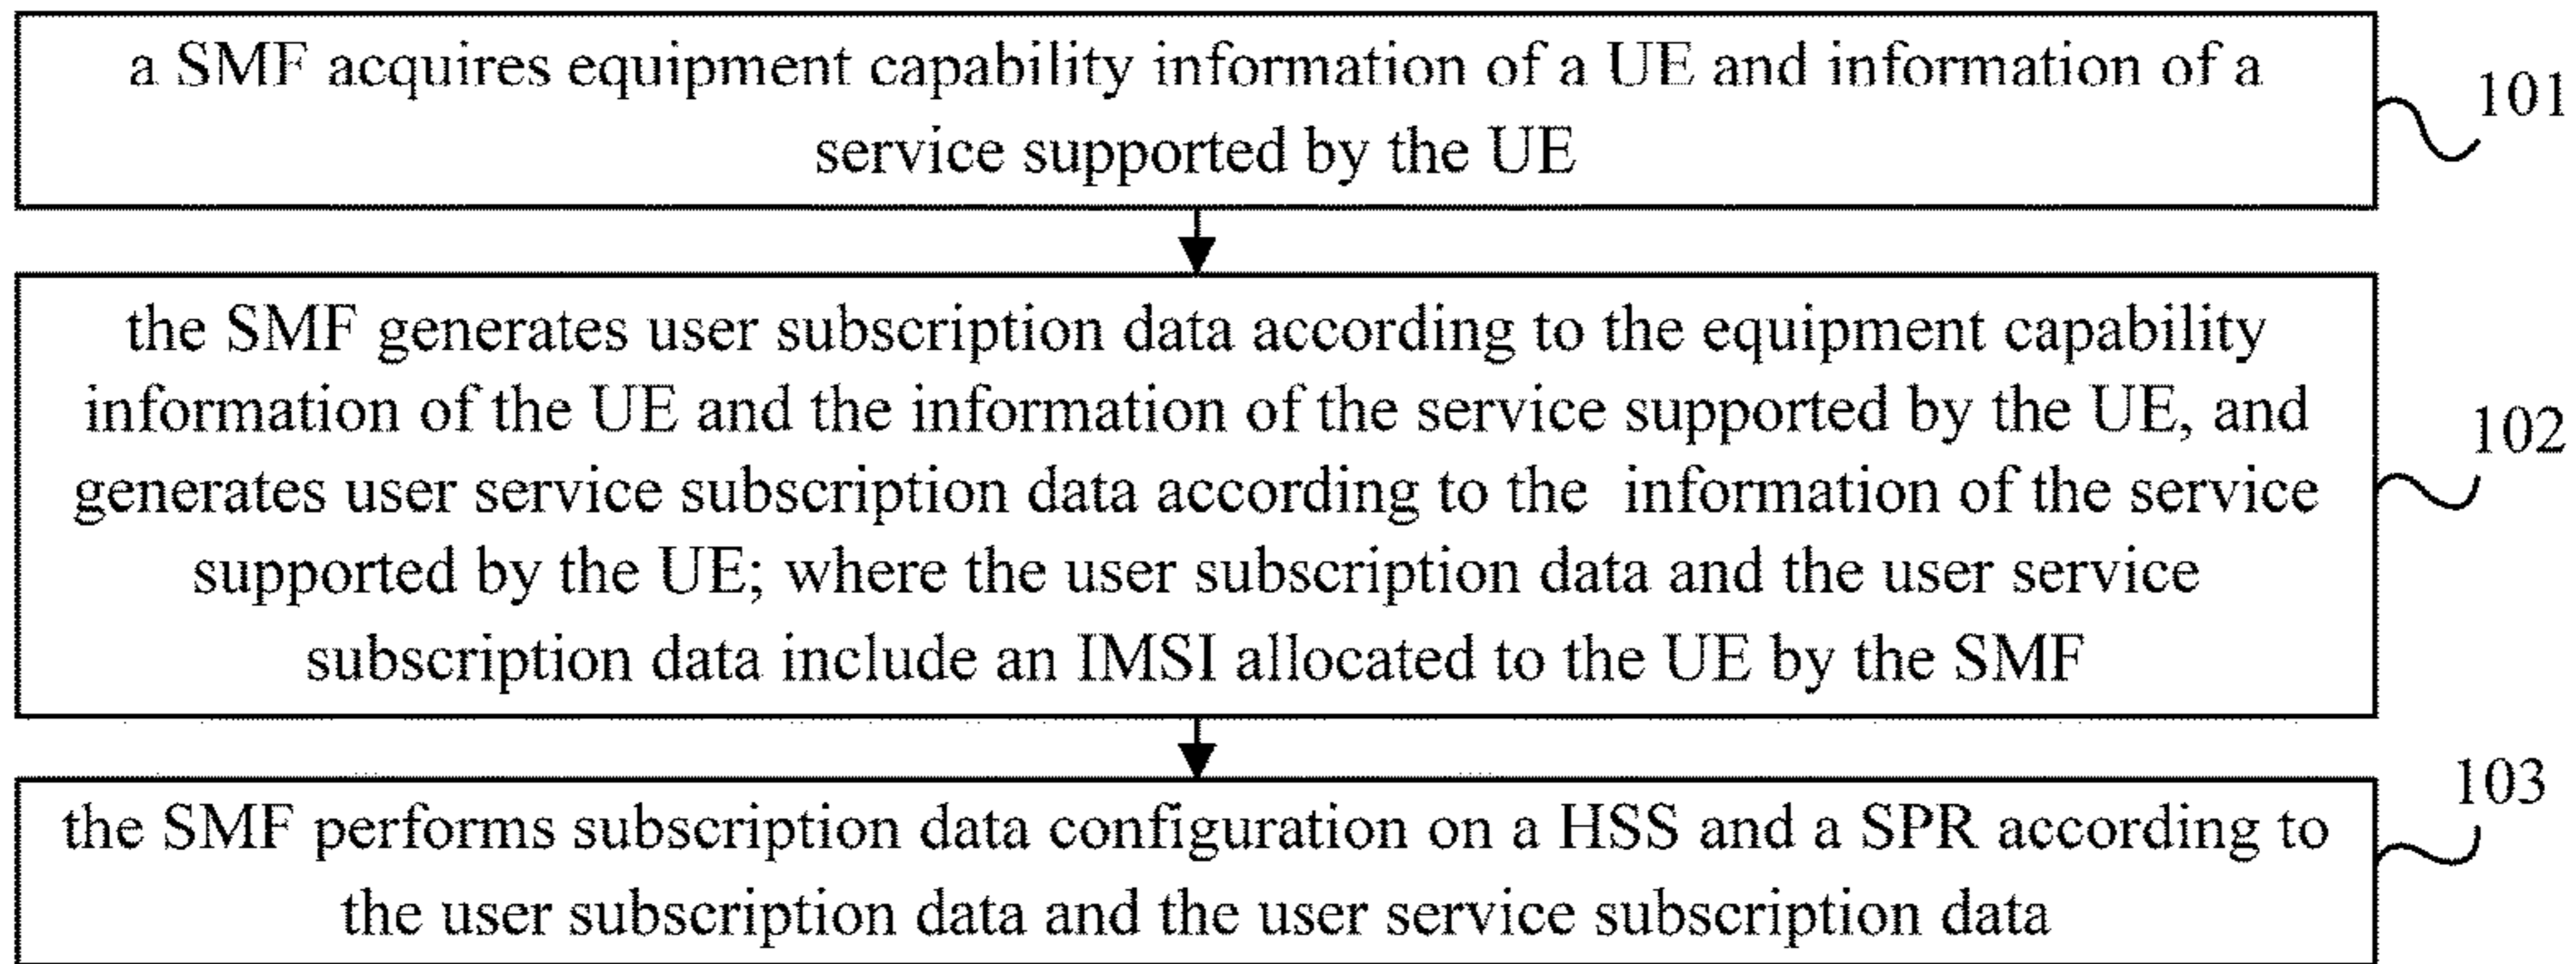 a SMF acquires equipment capability information of a UE and information of a
service supported by the UE
101
the SMF generates user subscription data according to the equipment capability
information of the UE and the information of the service supported by the UE, and
generates user service subscription data according to the information of the service
supported by the UE; where the user subscription data and the user service
subscription data include an IMSI allocated to the UE by the SMF
102
the SMF performs subscription data configuration on a HSS and a SPR according to
the user subscription data and the user service subscription data
103